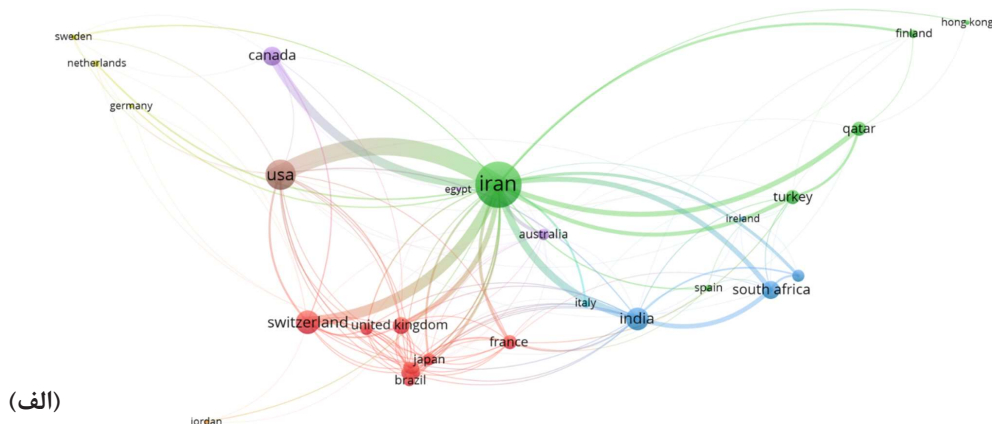 sweden
netherlands
germany
canada
hong kong
finland
usa
iran
egypt
qatar
turkey
ireland
australia
spain
south africa
italy
india
switzerland
united kingdom
france
japan
brazil
(الف)
jordan